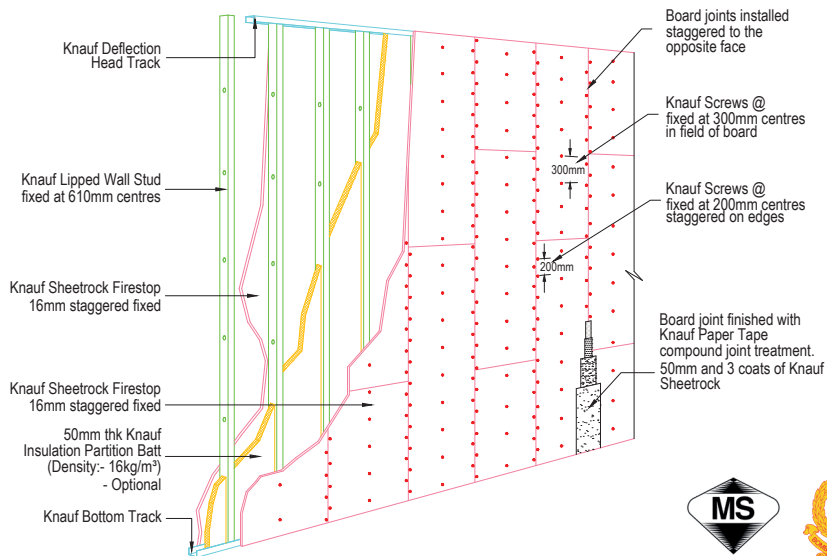 Knauf Deflection
Head Track
Knauf Lipped Wall Stud
fixed at 610mm centres
Knauf Sheetrock Firestop
16mm staggered fixed
Knauf Sheetrock Firestop
16mm staggered fixed
50mm thk Knauf
Insulation Partition Batt
(Density:- 16kg/m³)
- Optional
Knauf Bottom Track
Board joints installed
staggered to the
opposite face
Knauf Screws @
fixed at 300mm centres
in field of board
300mm
Knauf Screws @
fixed at 200mm centres
staggered on edges
200mm
Board joint finished with
Knauf Paper Tape
compound joint treatment.
50mm and 3 coats of Knauf
Sheetrock
MS